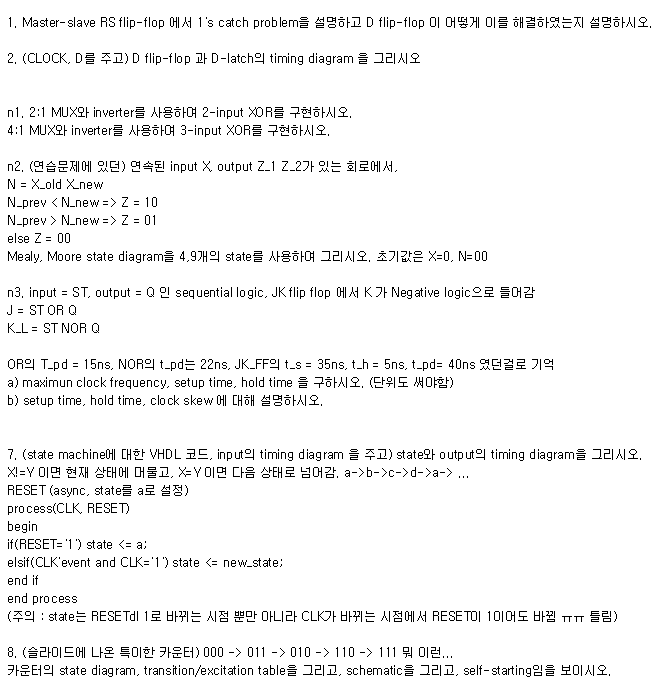 1. Master-slave RS flip-flop 에서 1's catch problem을 설명하고 D flip-flop 이 어떻게 이를 해결하였는지 설명하시오.
2. (CLOCK, D를 주고) D flip-flop 과 D-latch의 timing diagram 을 그리시오
n1. 2:1 MUX와 inverter를 사용하여 2-input XOR를 구현하시오.
4:1 MUX와 inverter를 사용하여 3-input XOR를 구현하시오.
n2. (연습문제에 있던) 연속된 input X, output Z_1 Z_2가 있는 회로에서,
N = X_old X_new
N_prev < N_new => Z = 10
N_prev > N_new => Z = 01
else Z = 00
Mealy, Moore state diagram을 4,9개의 state를 사용하여 그리시오. 초기값은 X=0, N=00
n3. input = ST, output = Q 인 sequential logic, JK flip flop 에서 K 가 Negative logic으로 들어감
J = ST OR Q
K_L = ST NOR Q
OR의 T_pd = 15ns, NOR의 t_pd는 22ns, JK_FF의 t_s = 35ns, t_h = 5ns, t_pd= 40ns 였던걸로 기억
a) maximun clock frequency, setup time, hold time 을 구하시오. (단위도 써야함)
b) setup time, hold time, clock skew 에 대해 설명하시오.
7. (state machine에 대한 VHDL 코드, input의 timing diagram 을 주고) state와 output의 timing diagram을 그리시오.
X!=Y 이면 현재 상태에 머물고, X=Y 이면 다음 상태로 넘어감. a->b->c->d->a-> ...
RESET (async, state를 a로 설정)
process(CLK, RESET)
begin
if(RESET='1') state <= a;
elsif(CLK'event and CLK='1') state <= new_state;
end if
end process
(주의 : state는 RESET이 1로 바뀌는 시점 뿐만 아니라 CLK가 바뀌는 시점에서 RESET이 1이어도 바뀜 ㅠㅠ 틀림)
8. (슬라이드에 나온 특이한 카운터) 000 -> 011 -> 010 -> 110 -> 111 뭐 이런...
카운터의 state diagram, transition/excitation table을 그리고, schematic을 그리고, self-starting임을 보이시오.